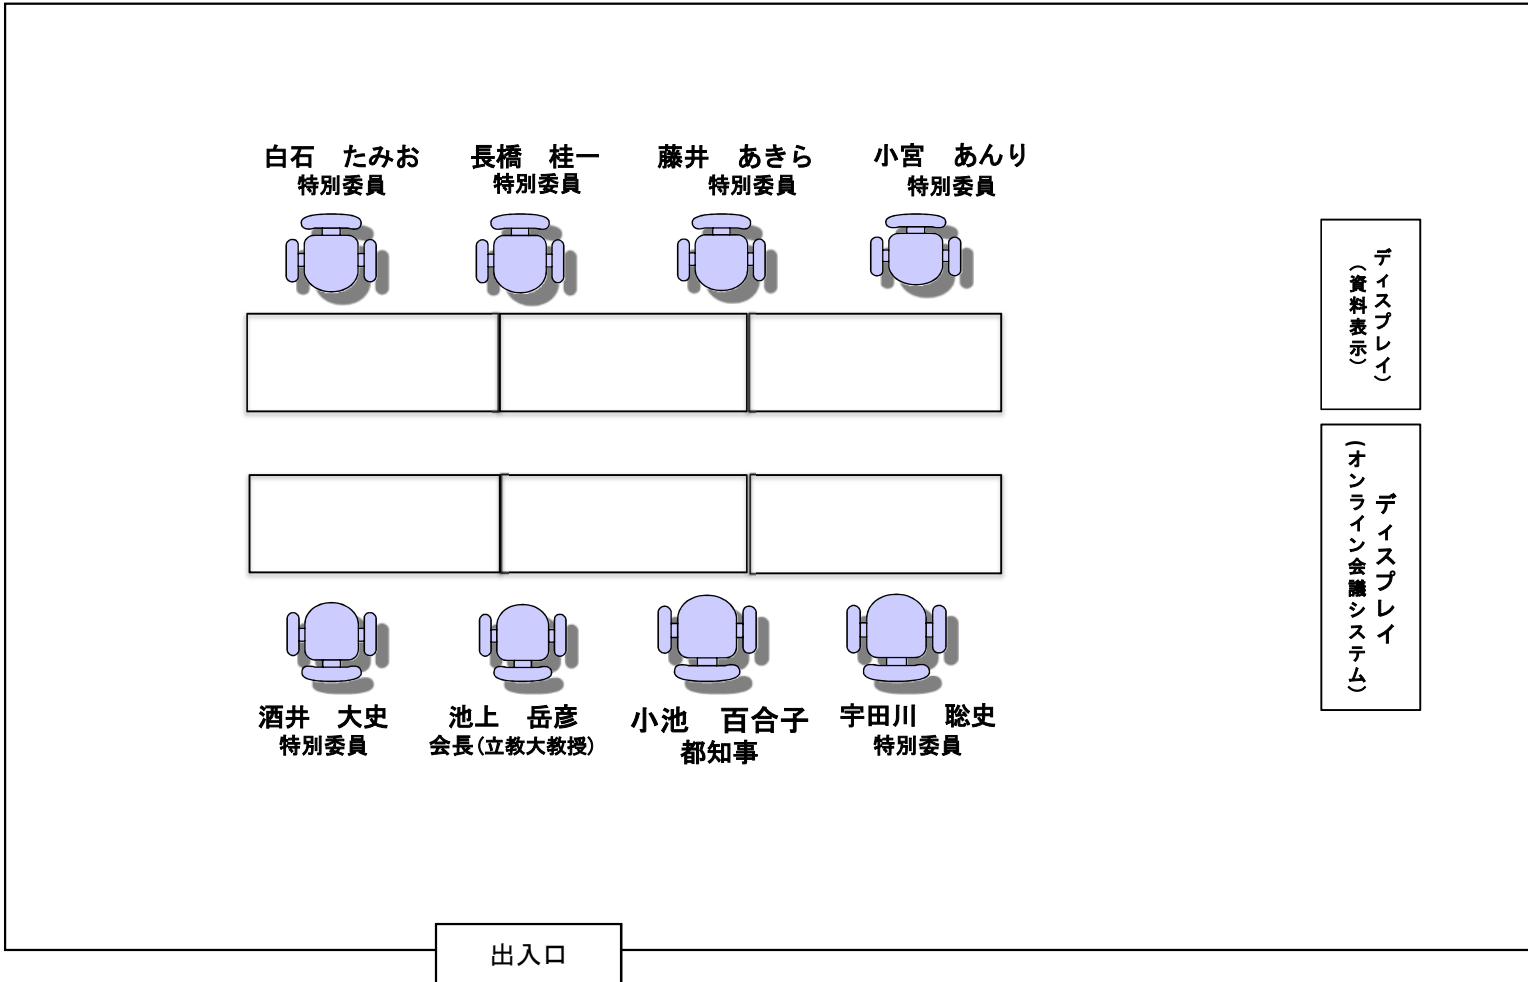 白石　たみお
特別委員
長橋　桂一
特別委員
藤井　あきら
特別委員
小宮　あんり
特別委員
ディスプレイ)
(資料表示)
ディスプレイ
(オンライン会議システム)
酒井　大史
特別委員
池上　岳彦
会長(立教大教授)
小池　百合子
都知事
宇田川　聡史
特別委員
出入口